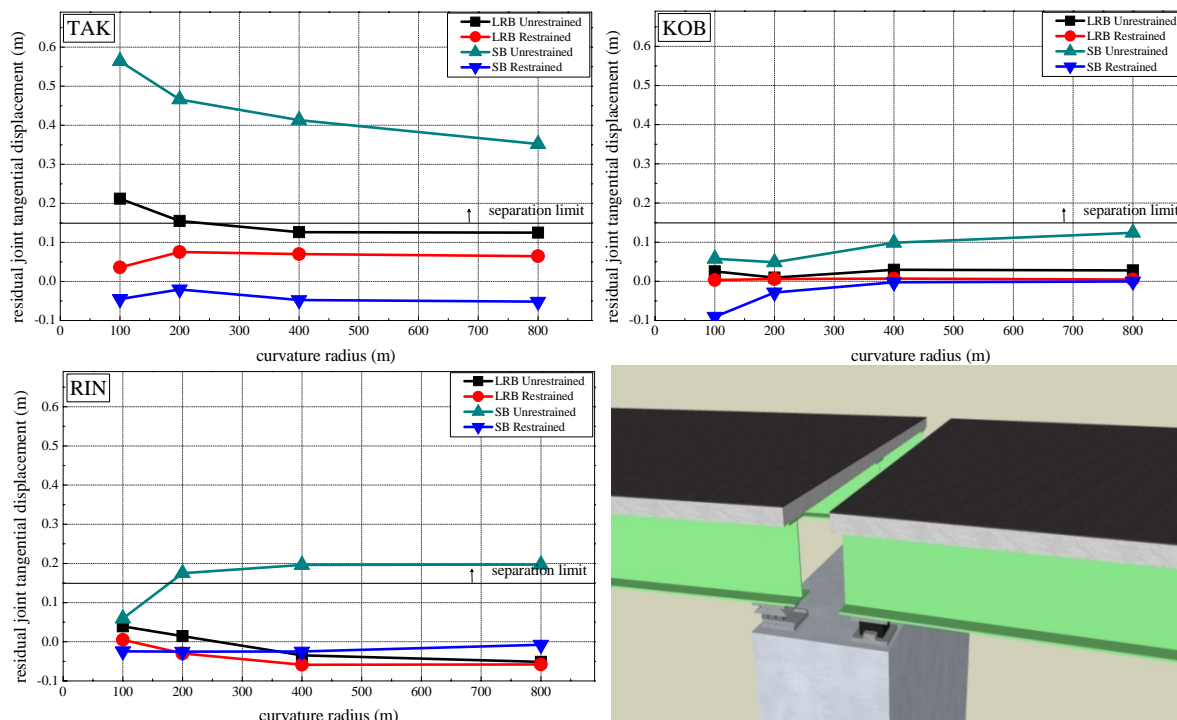 TAK
LRB Unrestrained
LRB Restrained
SB Unrestrained
SB Restrained
residual joint tangential displacement (m)
0.6
0.5
0.4
0.3
0.2
0.1
0.0
-0.1
separation limit
0 100 200 300 400 500 600 700 800
curvature radius (m)
KOB
LRB Unrestrained
LRB Restrained
SB Unrestrained
SB Restrained
residual joint tangential displacement (m)
0.6
0.5
0.4
0.3
0.2
0.1
0.0
-0.1
separation limit
0 100 200 300 400 500 600 700 800
curvature radius (m)
RIN
LRB Unrestrained
LRB Restrained
SB Unrestrained
SB Restrained
residual joint tangential displacement (m)
0.6
0.5
0.4
0.3
0.2
0.1
0.0
-0.1
separation limit
0 100 200 300 400 500 600 700 800
curvature radius (m)